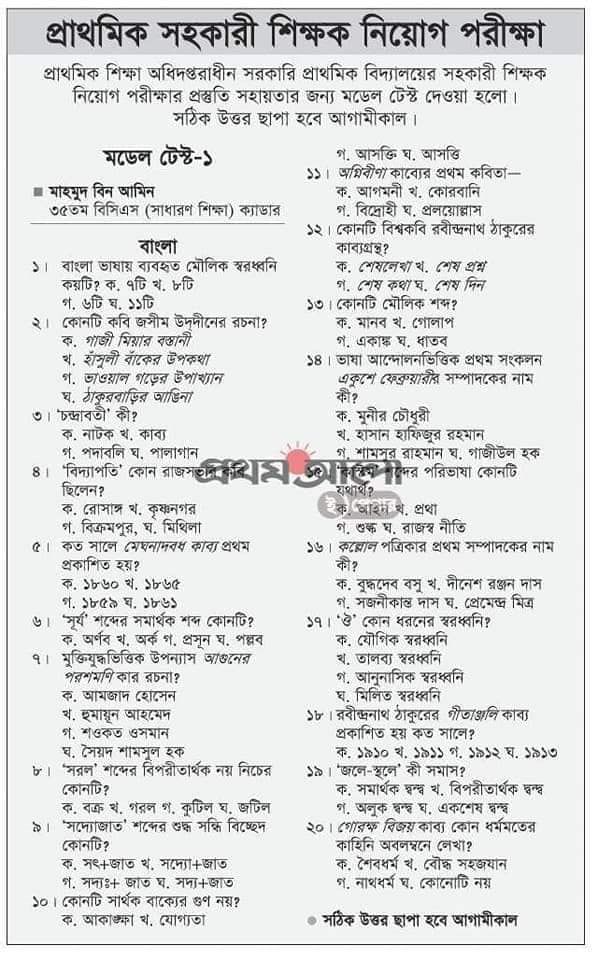 প্রাথমিক সহকারী শিক্ষক নিয়োগ পরীক্ষা
প্রাথমিক শিক্ষা অধিদপ্তরাধীন সরকারি প্রাথমিক বিদ্যালয়ের সহকারী শিক্ষক
নিয়োগ পরীক্ষার প্রস্তুতি সহায়তার জন্য মডেল টেস্ট দেওয়া হলো।
সঠিক উত্তর ছাপা হবে আগামীকাল।
মডেল টেস্ট-১
■ মাহমুদ বিন আমিন
৩৫তম বিসিএস (সাধারণ শিক্ষা) ক্যাডার
বাংলা
১। বাংলা ভাষায় ব্যবহৃত মৌলিক স্বরধ্বনি
কয়টি? ক. ৭টি খ. ৮টি
গ. ৬টি ঘ. ১১টি
২। কোনটি কবি জসীম উদ্‌দীনের রচনা?
ক. গাজী মিয়ার বস্তানী
খ. হাঁসুলী বাঁকের উপকথা
গ. ভাওয়াল গড়ের উপাখ্যান
ঘ. ঠাকুরবাড়ির আঙিনা
৩। ‘চন্দ্রাবতী’ কী?
ক. নাটক খ. কাব্য
গ. পদাবলি ঘ. পালাগান
৪। ‘বিদ্যাপতি’ কোন রাজসভার কবি
ছিলেন?
ক. রোসাঙ্গ খ. কৃষ্ণনগর
গ. বিক্রমপুর, ঘ. মিথিলা
৫। কত সালে মেঘনাদবধ কাব্য প্রথম
প্রকাশিত হয়?
ক. ১৮৬০ খ. ১৮৬৫
গ. ১৮৫৯ ঘ. ১৮৬১
৬। ‘সূর্য’ শব্দের সমার্থক শব্দ কোনটি?
ক. অর্ণব খ. অর্ক গ. প্রসূন ঘ. পল্লব
৭। মুক্তিযুদ্ধভিত্তিক উপন্যাস আগুনের
পরশমণি কার রচনা?
ক. আমজাদ হোসেন
খ. হুমায়ূন আহমেদ
গ. শওকত ওসমান
ঘ. সৈয়দ শামসুল হক
৮। ‘সরল’ শব্দের বিপরীতার্থক নয় নিচের
কোনটি?
ক. বক্র খ. গরল গ. কুটিল ঘ. জটিল
৯। ‘সদ্যোজাত’ শব্দের শুদ্ধ সন্ধি বিচ্ছেদ
কোনটি?
ক. সৎ+জাত খ. সদ্যো+জাত
গ. সদ্যঃ+ জাত ঘ. সদ্য+জাত
১০। কোনটি সার্থক বাক্যের গুণ নয়?
ক. আকাঙ্ক্ষা খ. যোগ্যতা
গ. আসক্তি ঘ. আসত্তি
১১। অগ্নিবীণা কাব্যের প্রথম কবিতা—
ক. আগমনী খ. কোরবানি
গ. বিদ্রোহী ঘ. প্রলয়োল্লাস
১২। কোনটি বিশ্বকবি রবীন্দ্রনাথ ঠাকুরের
কাব্যগ্রন্থ?
ক. শেষলেখা খ. শেষ প্রশ্ন
গ. শেষ কথা ঘ. শেষ দিন
১৩। কোনটি মৌলিক শব্দ?
ক. মানব খ. গোলাপ
গ. একাঙ্ক ঘ. ধাতব
১৪। ভাষা আন্দোলনভিত্তিক প্রথম সংকলন
একুশে ফেব্রুয়ারীর সম্পাদকের নাম
কী?
ক. মুনীর চৌধুরী
খ. হাসান হাফিজুর রহমান
গ. শামসুর রাহমান ঘ. গাজীউল হক
প্রথম আলো
ই-পেপার
১৫। ‘কাস্টম’ শব্দের পরিভাষা কোনটি
যথার্থ?
ক. আইন খ. প্রথা
গ. শুল্ক ঘ. রাজস্ব নীতি
১৬। কল্লোল পত্রিকার প্রথম সম্পাদকের নাম
কী?
ক. বুদ্ধদেব বসু খ. দীনেশ রঞ্জন দাস
গ. সজনীকান্ত দাস ঘ. প্রেমেন্দ্র মিত্র
১৭। ‘ঔ’ কোন ধরনের স্বরধ্বনি?
ক. যৌগিক স্বরধ্বনি
খ. তালব্য স্বরধ্বনি
গ. আনুনাসিক স্বরধ্বনি
ঘ. মিলিত স্বরধ্বনি
১৮। রবীন্দ্রনাথ ঠাকুরের গীতাঞ্জলি কাব্য
প্রকাশিত হয় কত সালে?
ক. ১৯১০ খ. ১৯১১ গ. ১৯১২ ঘ. ১৯১৩
১৯। ‘জলে-স্থলে’ কী সমাস?
ক. সমার্থক দ্বন্দ্ব খ. বিপরীতার্থক দ্বন্দ্ব
গ. অলুক দ্বন্দ্ব ঘ. একশেষ দ্বন্দ্ব
২০। গোরক্ষ বিজয় কাব্য কোন ধর্মমতের
কাহিনি অবলম্বনে লেখা?
ক. শৈবধর্ম খ. বৌদ্ধ সহজযান
গ. নাথধর্ম ঘ. কোনোটি নয়
● সঠিক উত্তর ছাপা হবে আগামীকাল